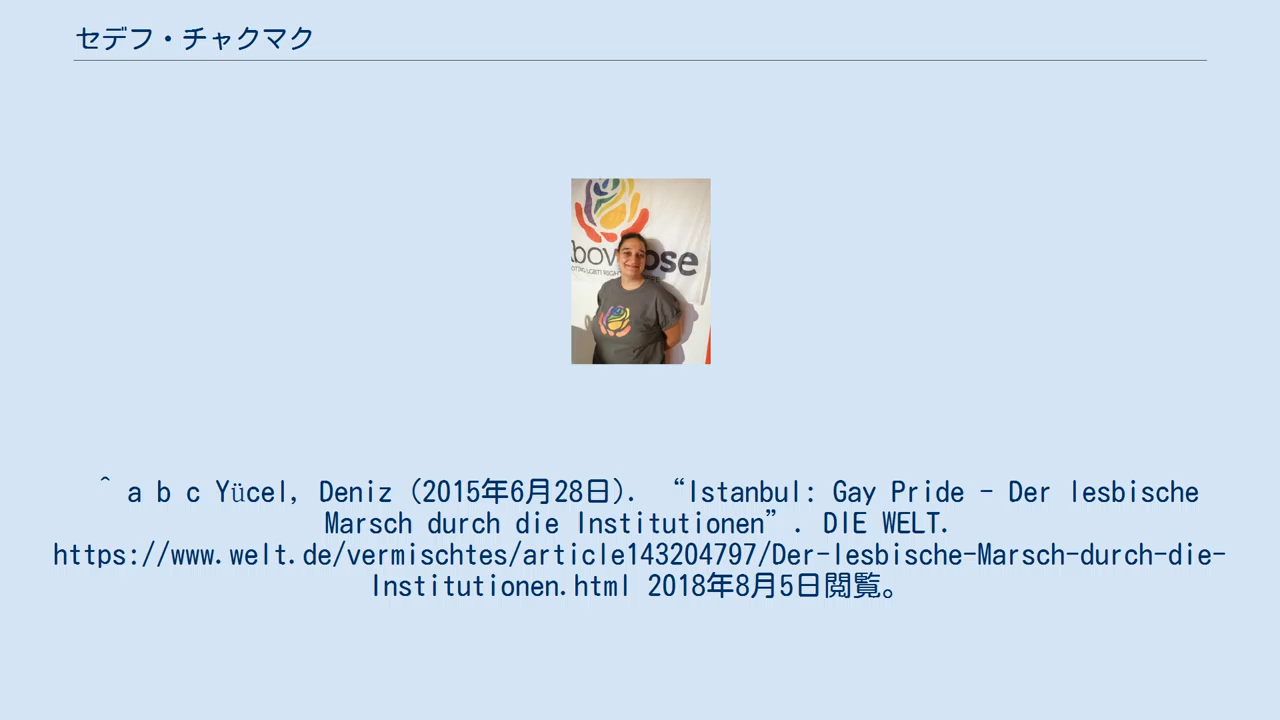 セデフ・チャクマク
bow
ose
^ a b c Yücel, Deniz (2015年6月28日). “Istanbul: Gay Pride - Der lesbische
Marsch durch die Institutionen”. DIE WELT.
https://www.welt.de/vermischtes/article143204797/Der-lesbische-Marsch-durch-die-
Institutionen.html 2018年8月5日閲覧。